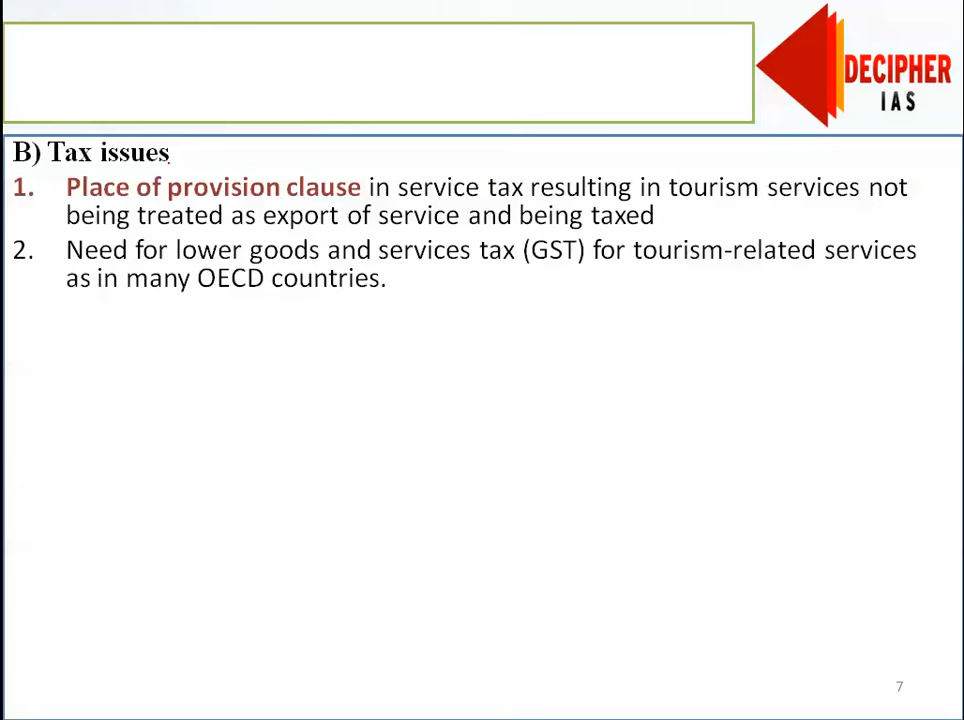 DECIPHER
IAS
B) Tax issues
1. Place of provision clause in service tax resulting in tourism services not
being treated as export of service and being taxed
2. Need for lower goods and services tax (GST) for tourism-related services
as in many OECD countries.
7